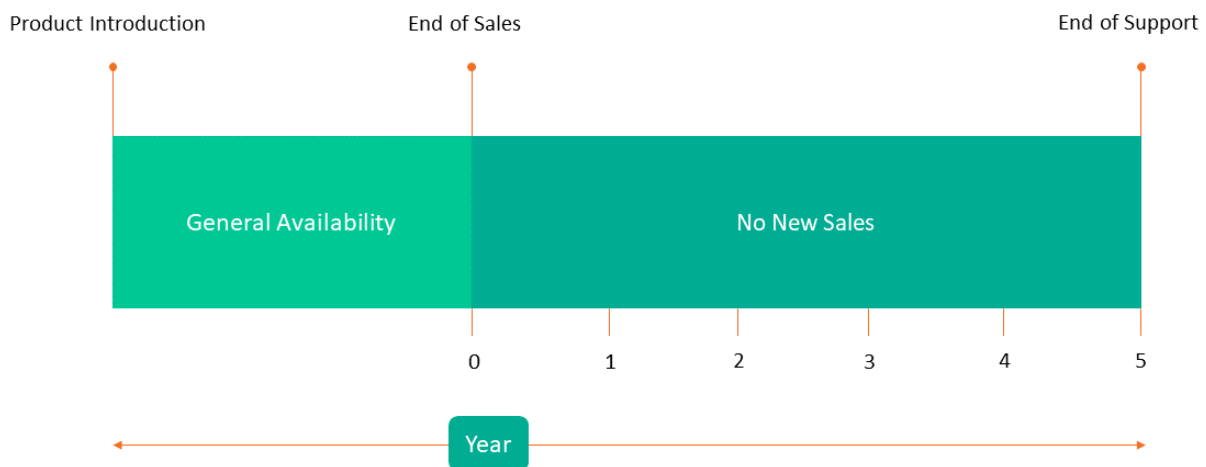 Product Introduction
End of Sales
End of Support
General Availability
No New Sales
0
1
2
3
4
5
Year